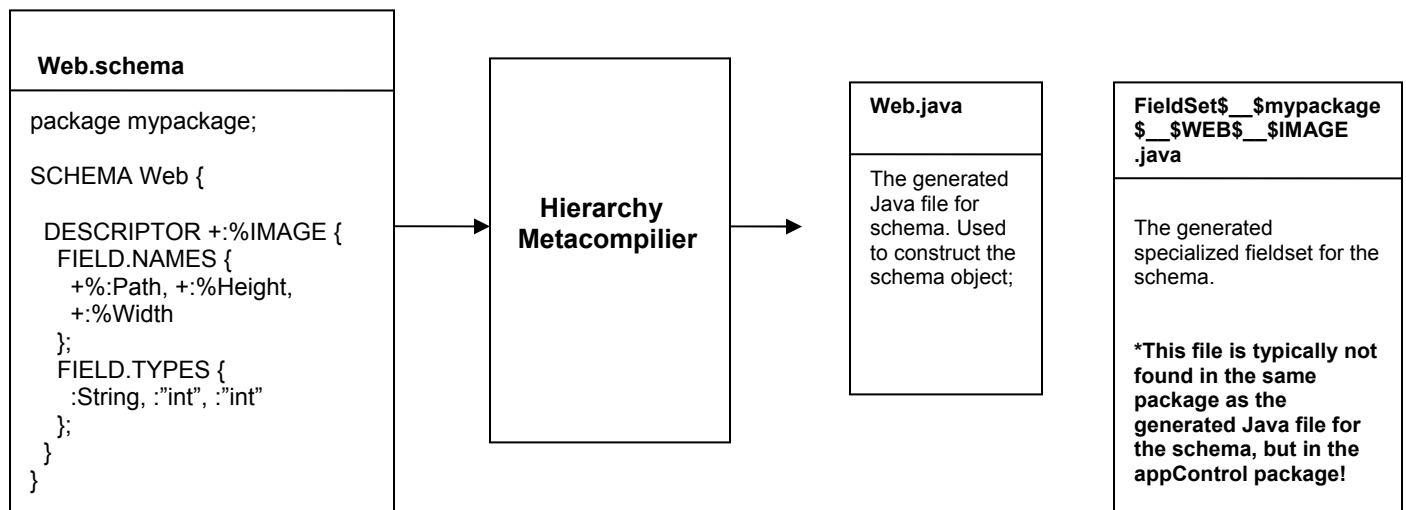 Web.schema
package mypackage;
SCHEMA Web {
DESCRIPTOR +:%IMAGE {
FIELD.NAMES {
+%:Path, +:%Height,
+:%Width
};
FIELD.TYPES {
:String, :”int”, :”int”
};
}
}
Hierarchy
Metacompilier
Web.java
The generated
Java file for
schema. Used
to construct the
schema object;
FieldSet$__$mypackage
$__$WEB$__$IMAGE
.java
The generated
specialized fieldset for the
schema.
*This file is typically not
found in the same
package as the
generated Java file for
the schema, but in the
appControl package!